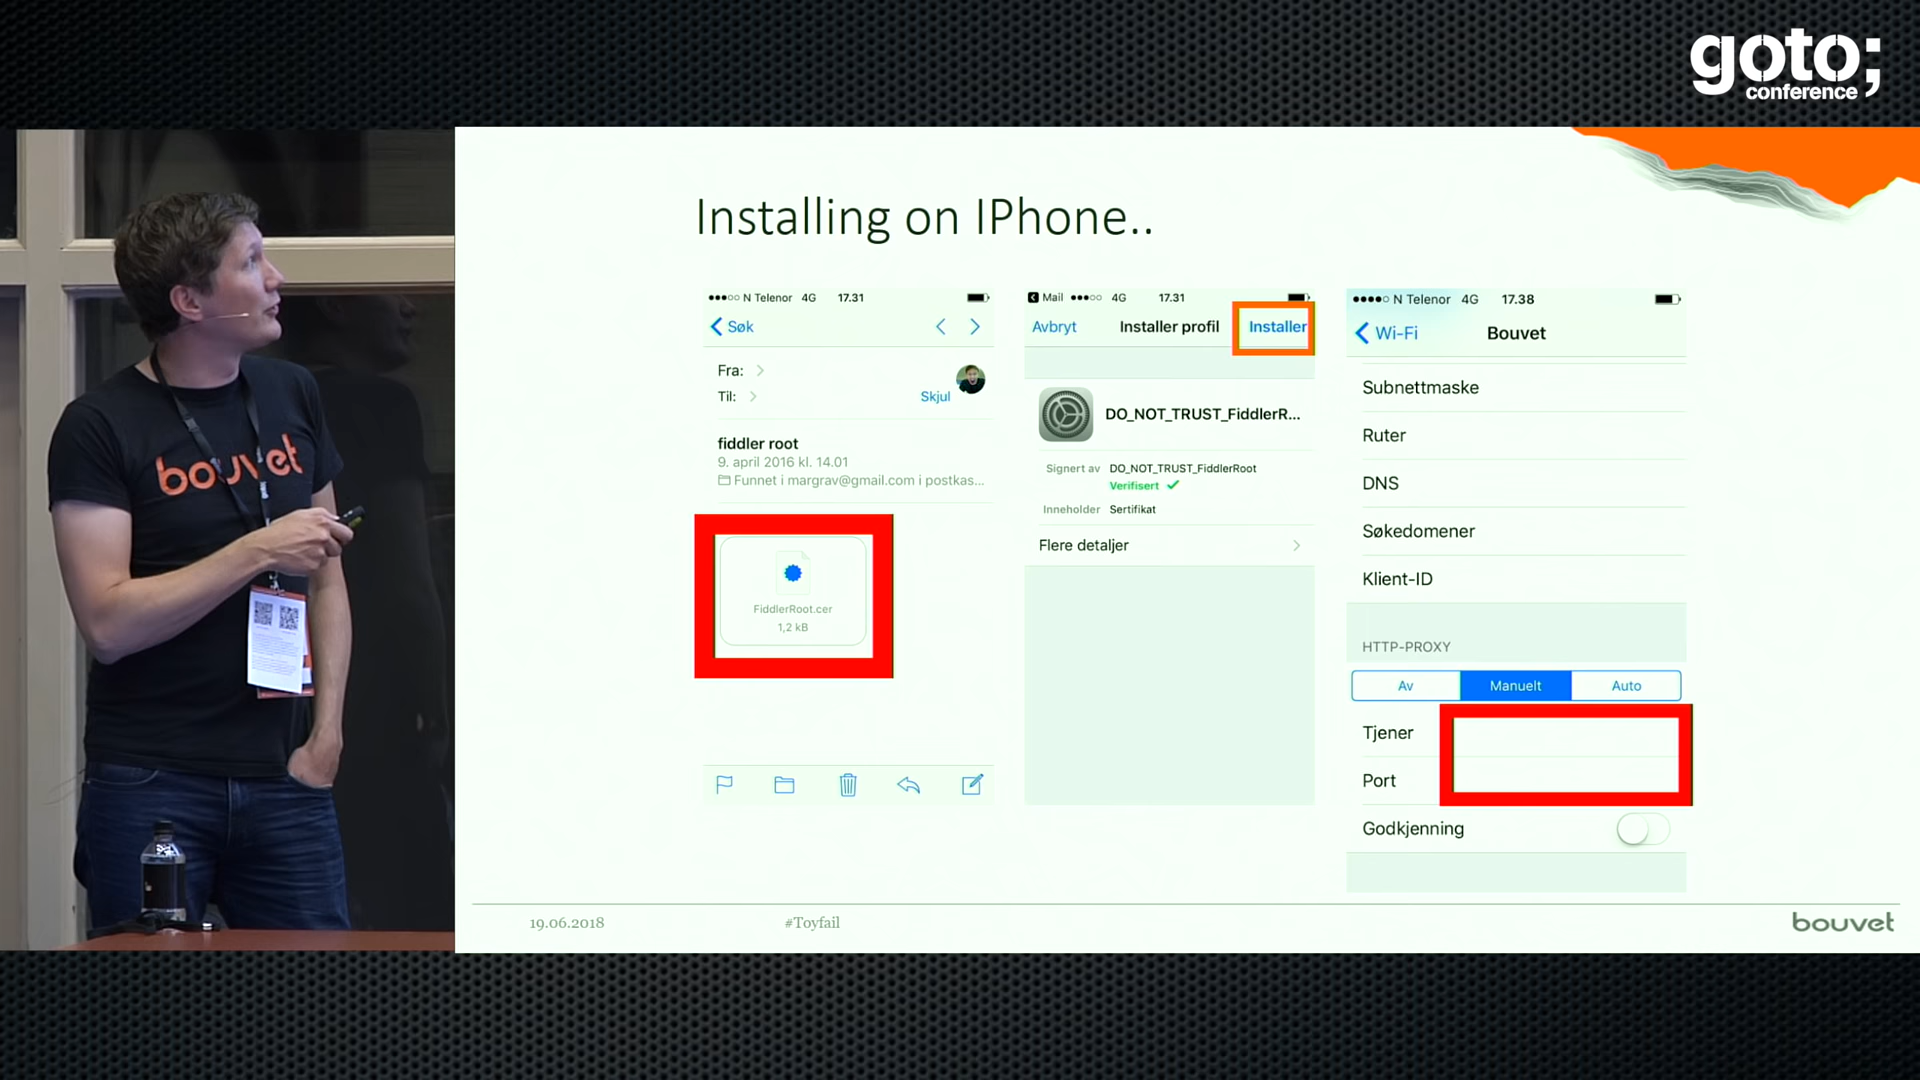 goto;
conference
Installing on IPhone..
N Telenor 4G 17.31
Søk
Fra:
Til:
Skjul
fiddler root
9. april 2016 kl. 14.01
Funnet i margrav@gmail.com i postkas...
FiddlerRoot.cer
1,2 kB
Mail 4G 17.31
Avbryt Installer profil Installer
DO_NOT_TRUST_FiddlerR...
Signert av DO_NOT_TRUST_FiddlerRoot
Verifisert
Inneholder Sertifikat
Flere detaljer
N Telenor 4G 17.38
Wi-Fi Bouvet
Subnettmaske
Ruter
DNS
Søkedomener
Klient-ID
HTTP-PROXY
Av Manuelt Auto
Tjener
Port
Godkjenning
19.06.2018 #Toyfail bouvet
bouvet